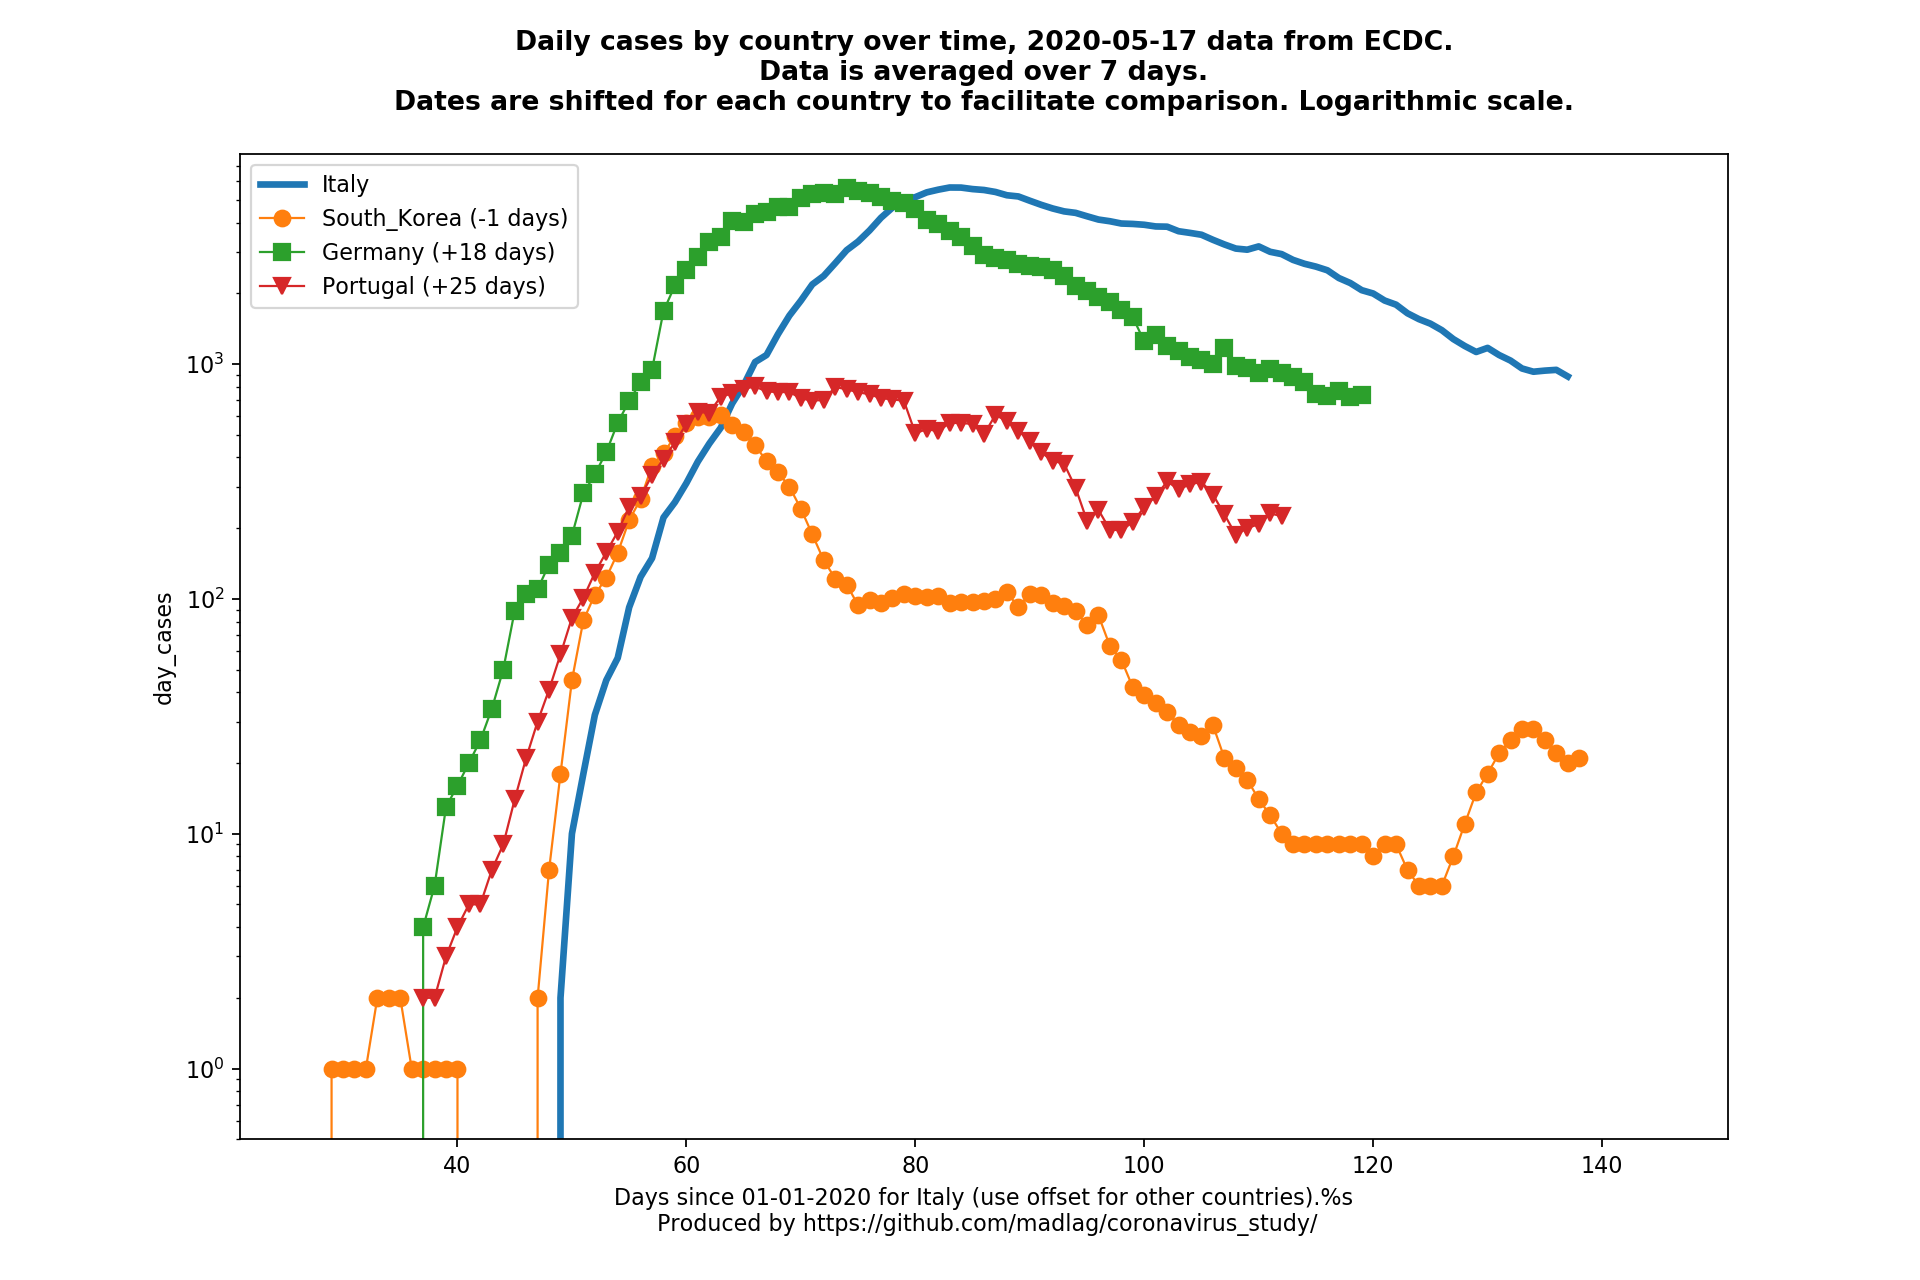 Daily cases by country over time, 2020-05-17 data from ECDC.
Data is averaged over 7 days.
Dates are shifted for each country to facilitate comparison. Logarithmic scale.
Italy
South_Korea (-1 days)
Germany (+18 days)
Portugal (+25 days)
10³
10²
10¹
10⁰
day_cases
40 60 80 100 120 140
Days since 01-01-2020 for Italy (use offset for other countries).%s
Produced by https://github.com/madlag/coronavirus_study/